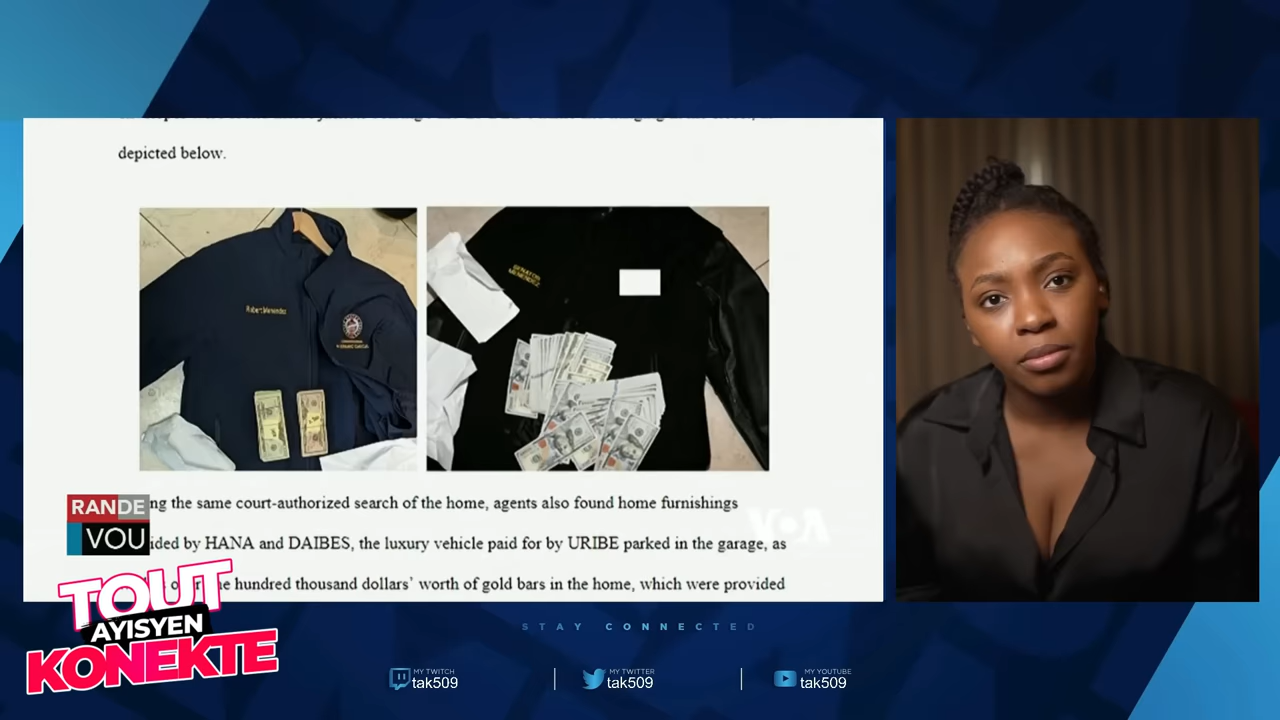 depicted below.
Robert Menendez
SENATOR
MENENDEZ
ng the same court-authorized search of the home, agents also found home furnishings
ided by HANA and DAIBES, the luxury vehicle paid for by URIBE parked in the garage, as
hundred thousand dollars’ worth of gold bars in the home, which were provided
VOA
RANDE
VOU
TOUT
AYISYEN
KONEKTE
STAY CONNECTED
MY TWITCH
tak509
MY TWITTER
tak509
MY YOUTUBE
tak509